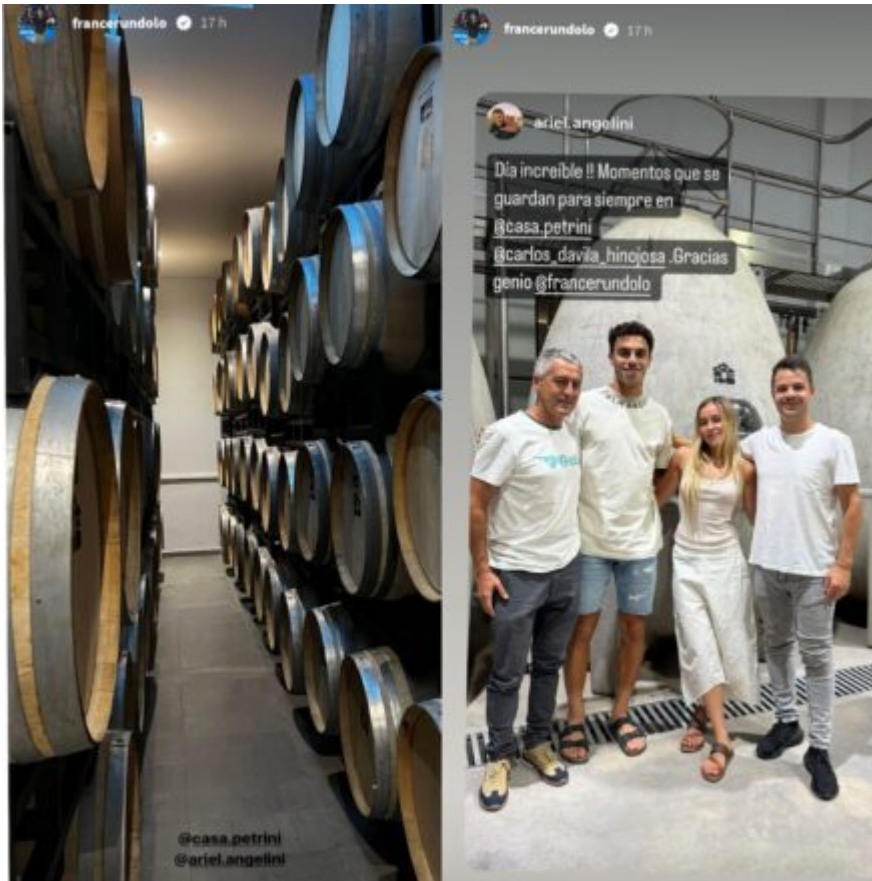 francerundolo 17 h
@casa.petrini
@ariel.angelini
francerundolo 17 h
ariel.angelini
Día increíble !! Momentos que se
guardan para siempre en
@casa.petrini
@carlos_davila_hinojosa .Gracias
genio @francerundolo